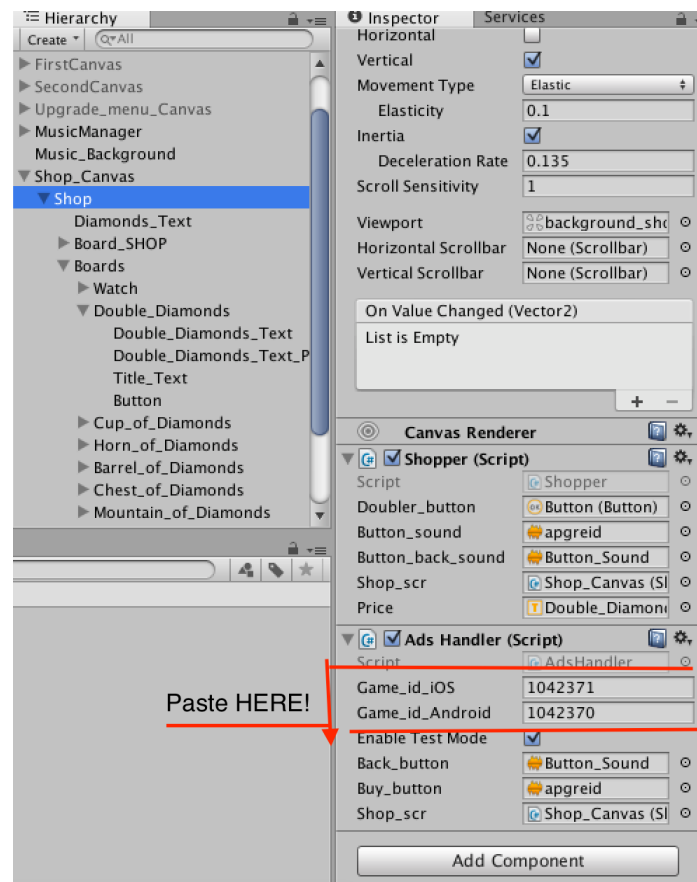 Hierarchy
Create
All
FirstCanvas
SecondCanvas
Upgrade_menu_Canvas
MusicManager
Music_Background
Shop_Canvas
Shop
Diamonds_Text
Board_SHOP
Boards
Watch
Double_Diamonds
Double_Diamonds_Text
Double_Diamonds_Text_P
Title_Text
Button
Cup_of_Diamonds
Horn_of_Diamonds
Barrel_of_Diamonds
Chest_of_Diamonds
Mountain_of_Diamonds
Paste HERE!
Inspector Services
Horizontal
Vertical
Movement Type Elastic
Elasticity 0.1
Inertia
Deceleration Rate 0.135
Scroll Sensitivity 1
Viewport background_sho
Horizontal Scrollbar None (Scrollbar)
Vertical Scrollbar None (Scrollbar)
On Value Changed (Vector2)
List is Empty
Canvas Renderer
Shopper (Script)
Script Shopper
Doubler_button Button (Button)
Button_sound apgreid
Button_back_sound Button_Sound
Shop_scr Shop_Canvas (Sl
Price Double_Diamon
Ads Handler (Script)
Script AdsHandler
Game_id_iOS 1042371
Game_id_Android 1042370
Enable Test Mode
Back_button Button_Sound
Buy_button apgreid
Shop_scr Shop_Canvas (Sl
Add Component